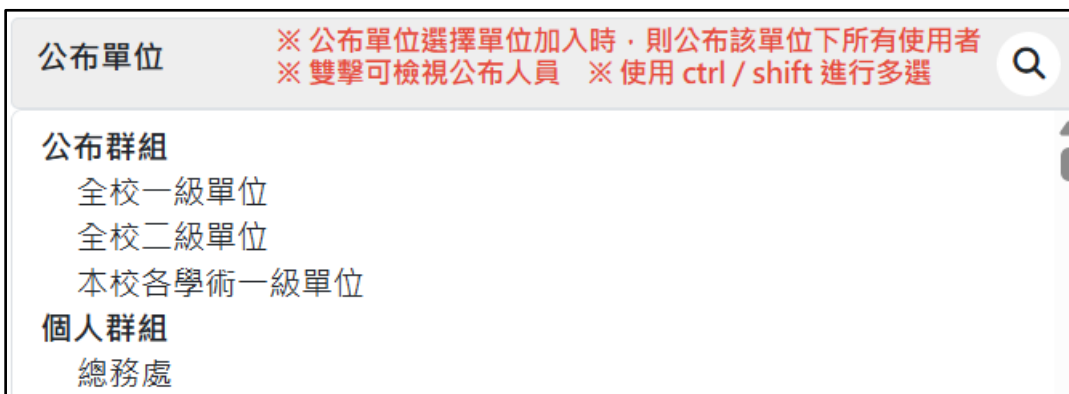 公布單位
※ 公布單位選擇單位加入時，則公布該單位下所有使用者
※ 雙擊可檢視公布人員　※ 使用 ctrl / shift 進行多選
公布群組
全校一級單位
全校二級單位
本校各學術一級單位
個人群組
總務處